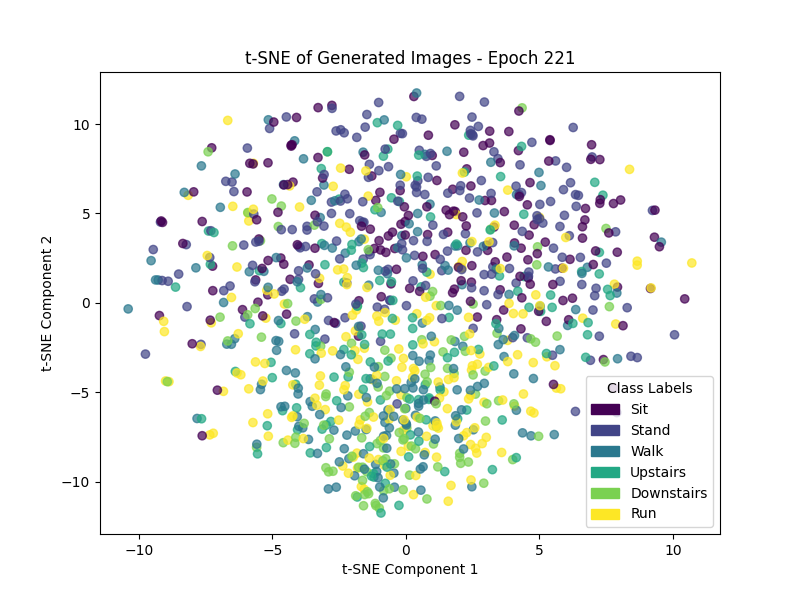 t-SNE of Generated Images - Epoch 221
t-SNE Component 2
10
5
0
−5
−10
−10
−5
0
5
10
t-SNE Component 1
Class Labels
Sit
Stand
Walk
Upstairs
Downstairs
Run